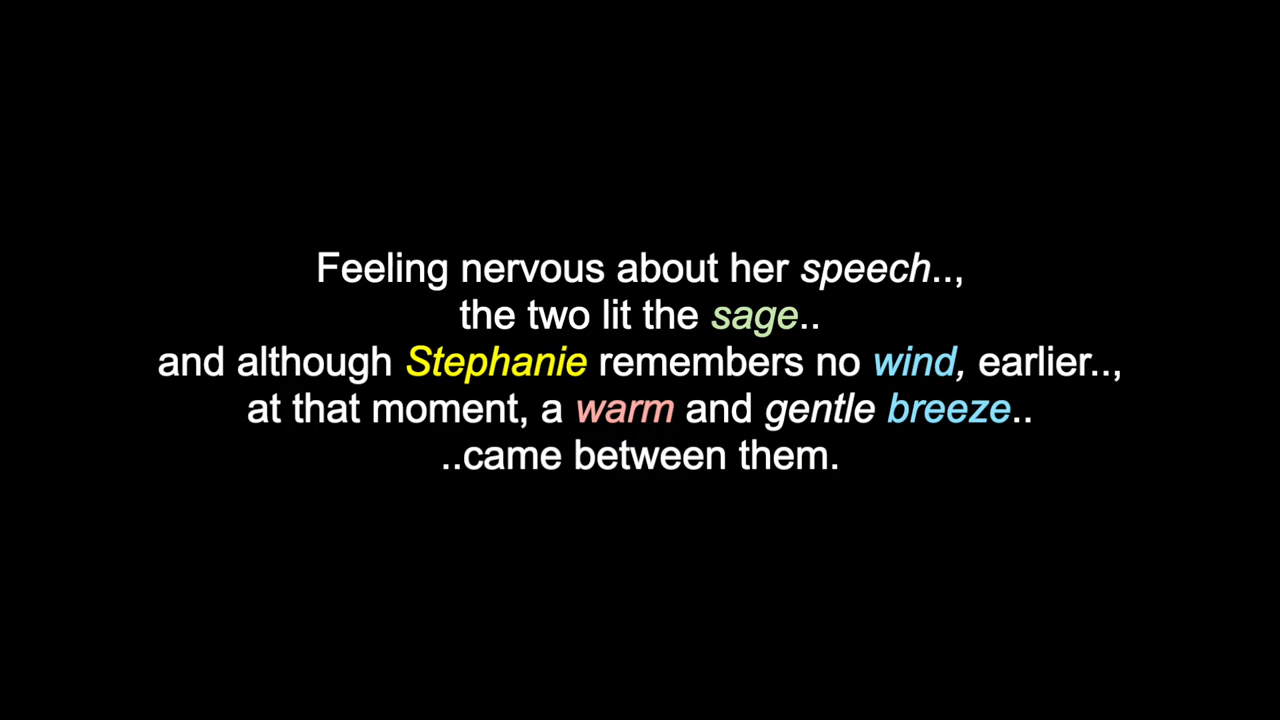 Feeling nervous about her speech..,
the two lit the sage..
and although Stephanie remembers no wind, earlier..,
at that moment, a warm and gentle breeze..
..came between them.